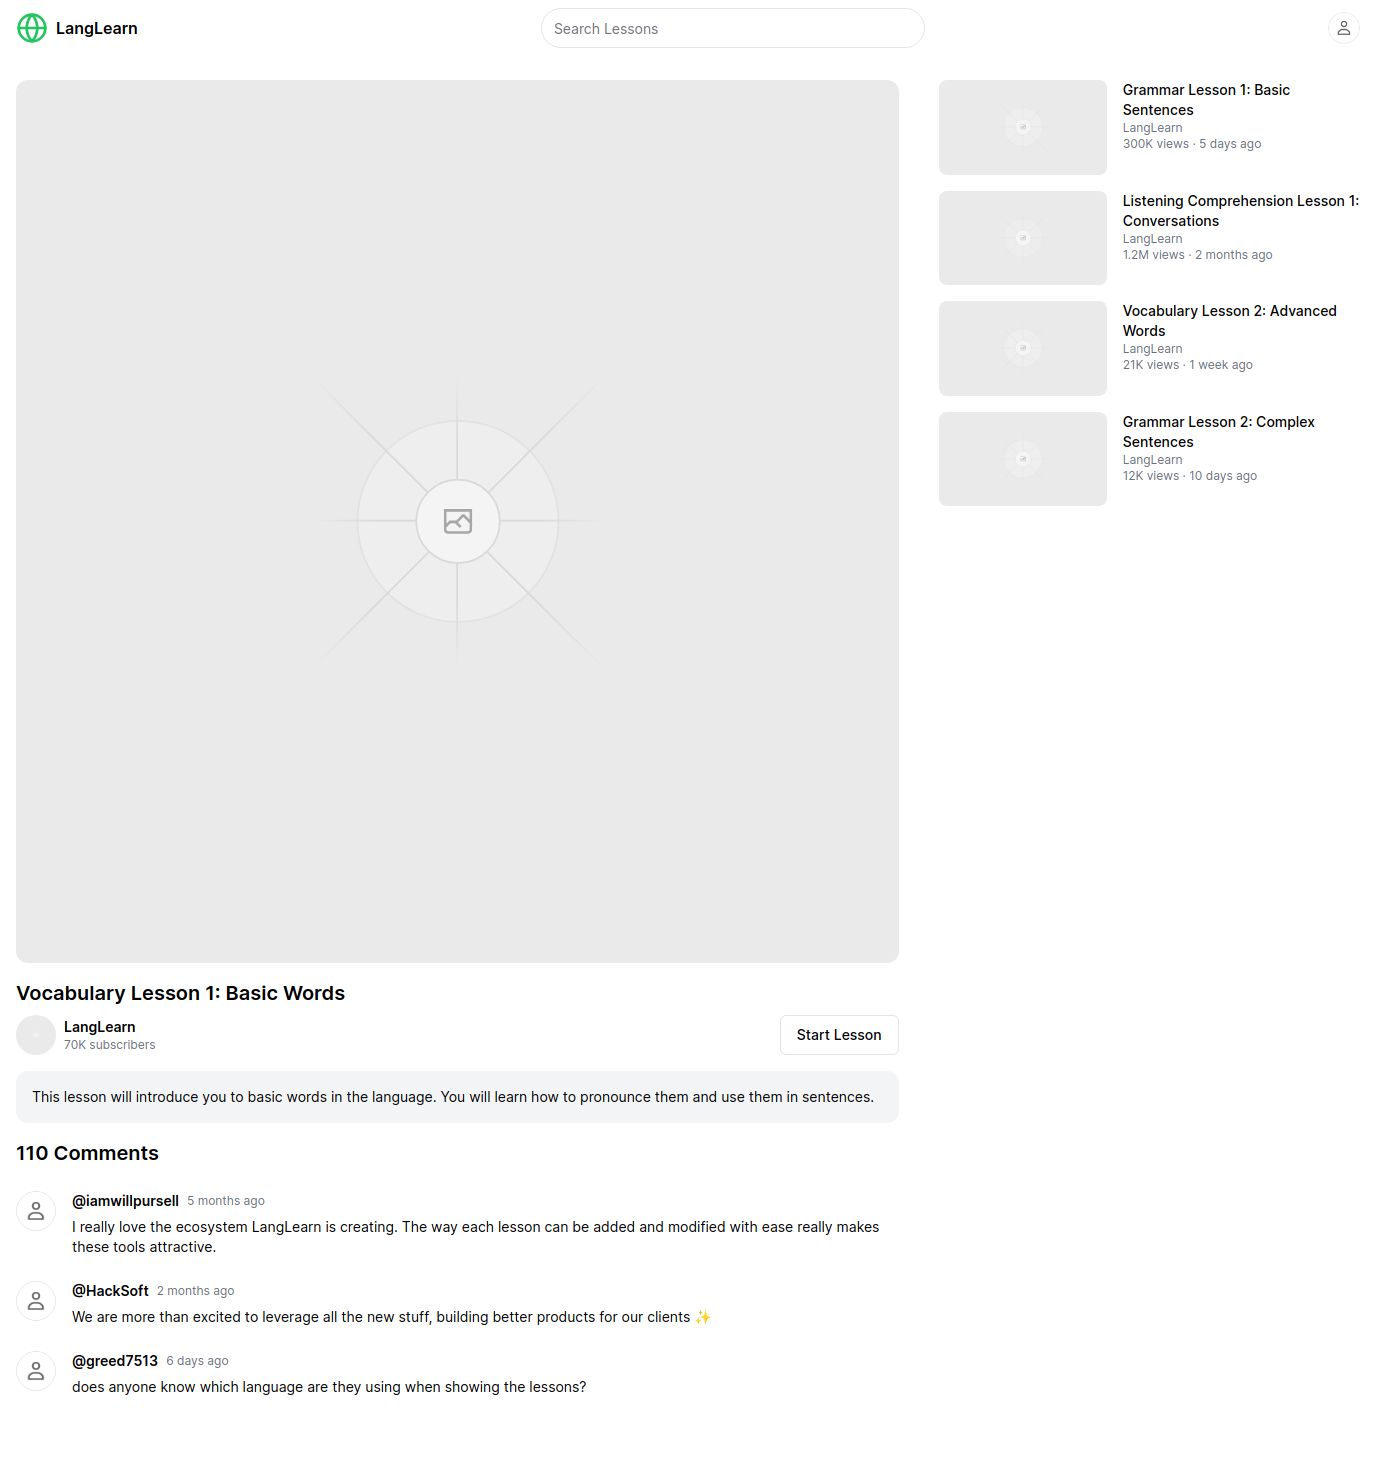 LangLearn
Search Lessons
Vocabulary Lesson 1: Basic Words
LangLearn
70K subscribers
Start Lesson
This lesson will introduce you to basic words in the language. You will learn how to pronounce them and use them in sentences.
110 Comments
@iamwillpursell 5 months ago
I really love the ecosystem LangLearn is creating. The way each lesson can be added and modified with ease really makes
these tools attractive.
@HackSoft 2 months ago
We are more than excited to leverage all the new stuff, building better products for our clients ✨
@greed7513 6 days ago
does anyone know which language are they using when showing the lessons?
Grammar Lesson 1: Basic
Sentences
LangLearn
300K views · 5 days ago
Listening Comprehension Lesson 1:
Conversations
LangLearn
1.2M views · 2 months ago
Vocabulary Lesson 2: Advanced
Words
LangLearn
21K views · 1 week ago
Grammar Lesson 2: Complex
Sentences
LangLearn
12K views · 10 days ago